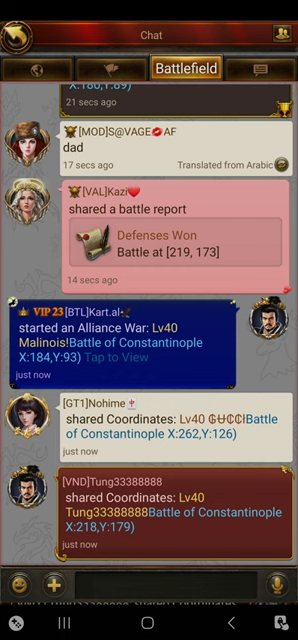 Chat
Battlefield
X:180,Y:89)
21 secs ago
[MOD]S@VAGE💋AF
dad
17 secs ago
Translated from Arabic
[VAL]Kazi❤️
shared a battle report
Defenses Won
Battle at [219, 173]
14 secs ago
VIP 23 [BTL]Kart.al
started an Alliance War: Lv40
Malinois!Battle of Constantinople
X:184,Y:93) Tap to View
just now
[GT1]Nohime🀄
shared Coordinates: Lv40 ₲Ʉ₵₵łBattle
of Constantinople X:262,Y:126)
just now
[VND]Tung33388888
shared Coordinates: Lv40
Tung33388888Battle of Constantinople
X:218,Y:179)
just now